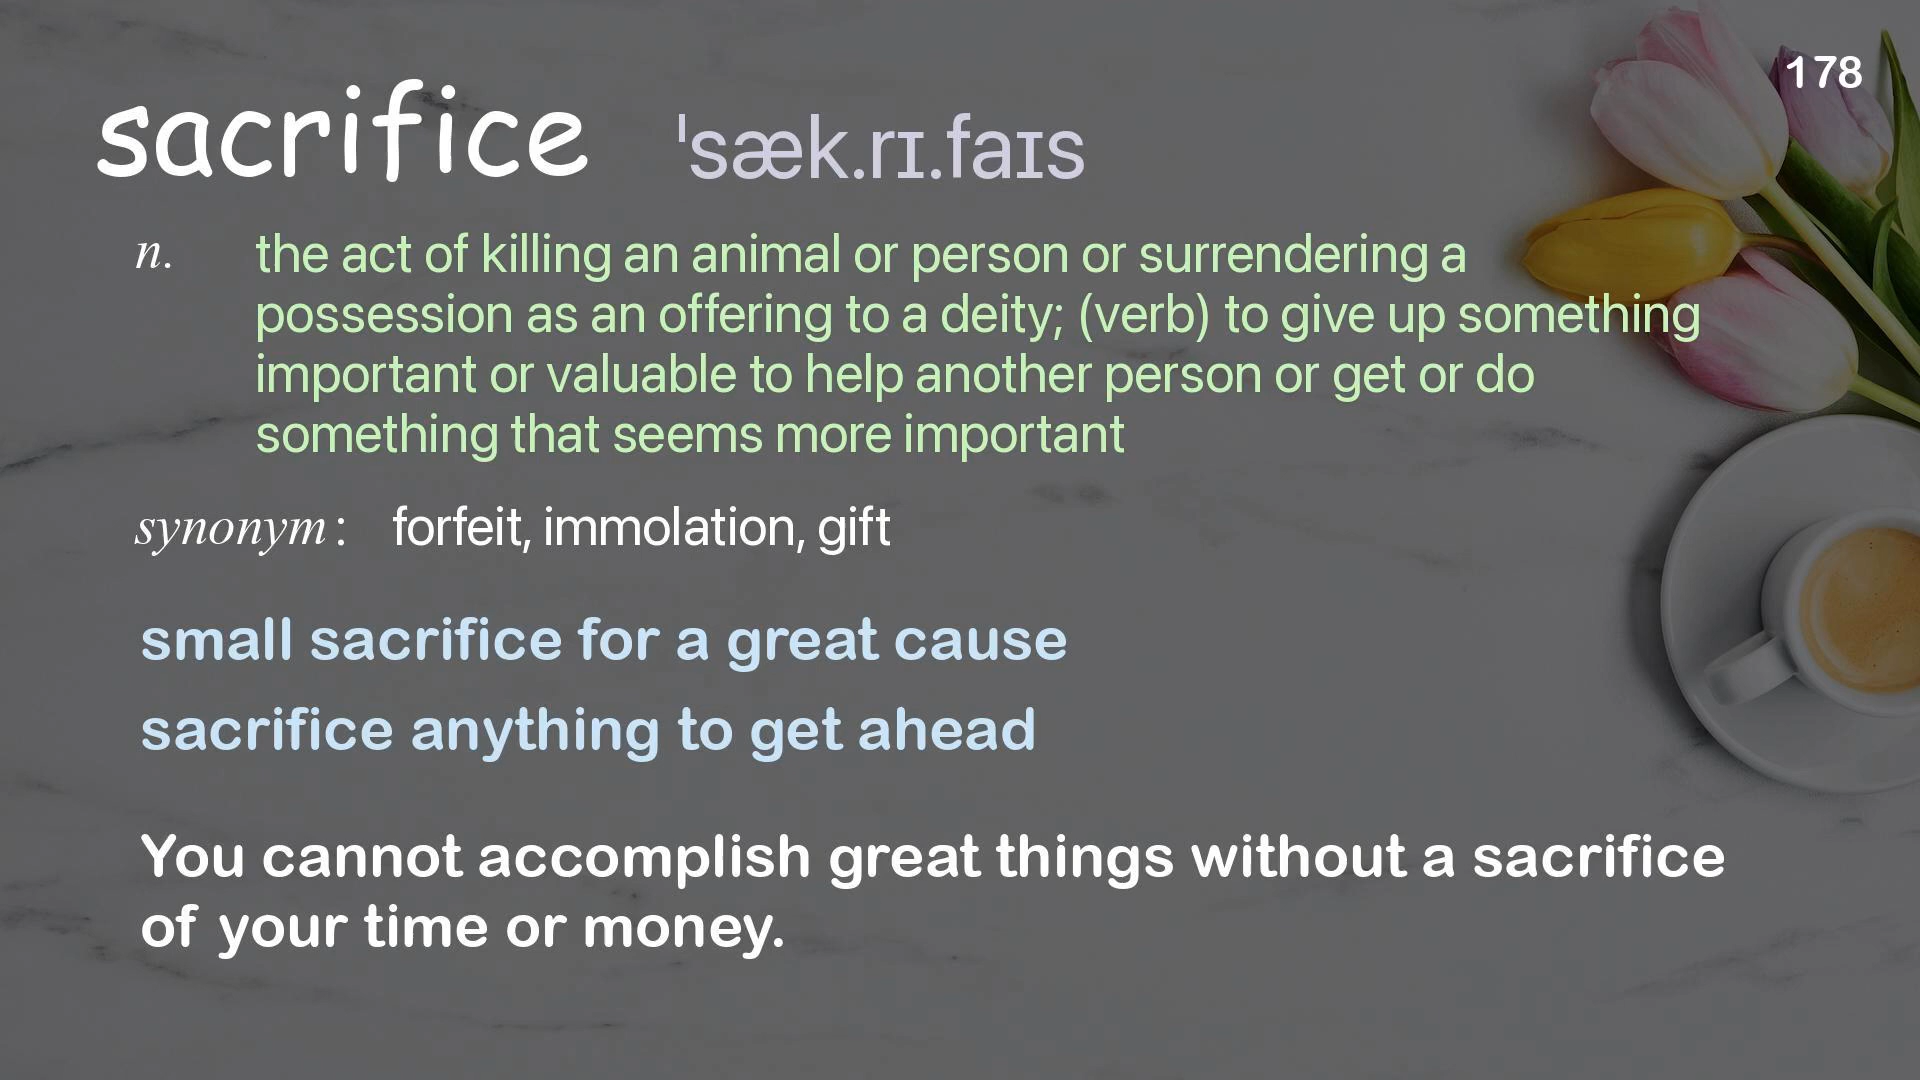 178
sacrifice ˈsæk.rɪ.faɪs
n. the act of killing an animal or person or surrendering a
possession as an offering to a deity; (verb) to give up something
important or valuable to help another person or get or do
something that seems more important
synonym: forfeit, immolation, gift
small sacrifice for a great cause
sacrifice anything to get ahead
You cannot accomplish great things without a sacrifice
of your time or money.